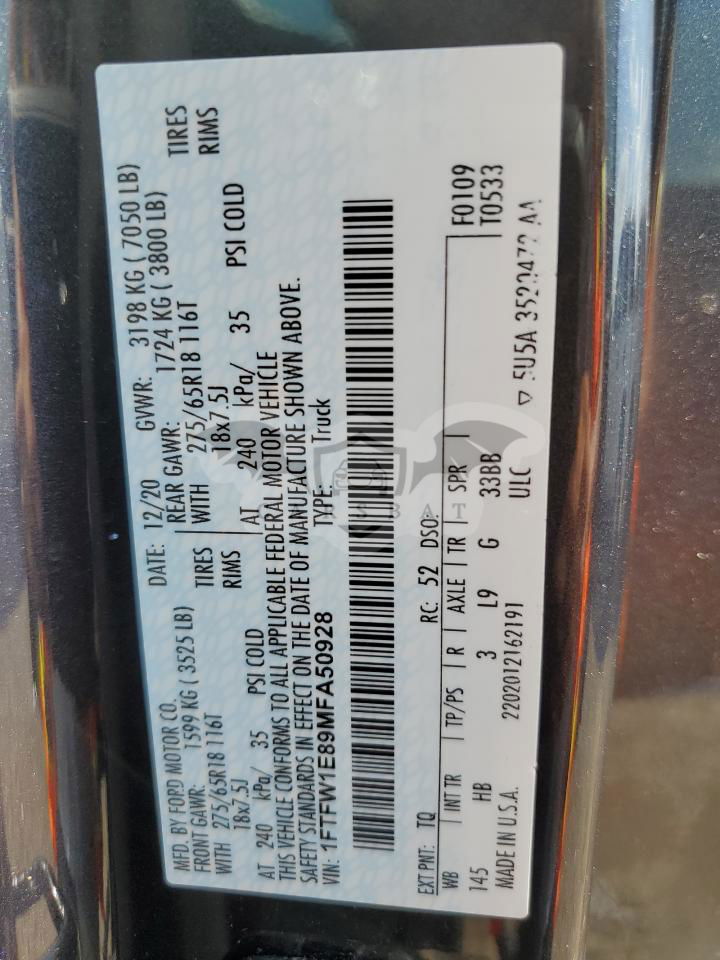 MFD. BY FORD MOTOR CO. DATE: 12/20 GVWR: 3198 KG ( 7050 LB)
FRONT GAWR: 1599 KG ( 3525 LB) REAR GAWR: 1724 KG ( 3800 LB)
WITH 275/65R18 116T TIRES WITH 275/65R18 116T TIRES
18x7.5J RIMS 18x7.5J RIMS
AT 240 kPa/ 35 PSI COLD AT 240 kPa/ 35 PSI COLD
THIS VEHICLE CONFORMS TO ALL APPLICABLE FEDERAL MOTOR VEHICLE
SAFETY STANDARDS IN EFFECT ON THE DATE OF MANUFACTURE SHOWN ABOVE.
VIN: 1FTFW1E89MFA50928 TYPE: Truck
EXT PNT: TQ RC: 52 DSO: F0109
WB INT TR TP/PS R AXLE TR SPR T0533
145 HB 3 L9 G 33BB
MADE IN U.S.A. 2202012162191 ULC